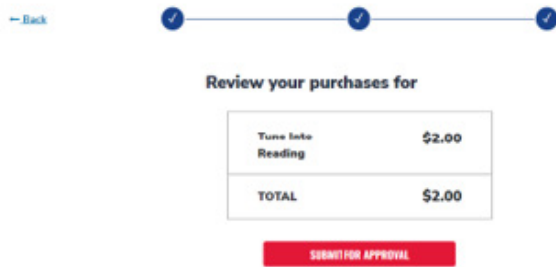 ← Back
Review your purchases for
Tune Into $2.00
Reading
TOTAL $2.00
SUBMIT FOR APPROVAL